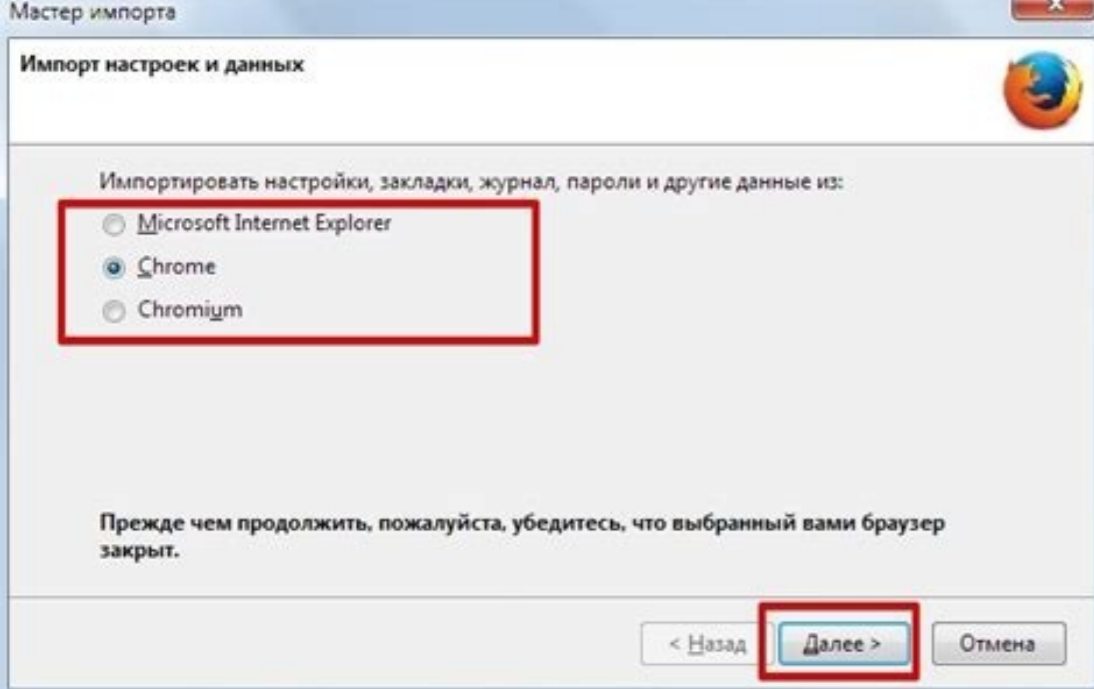 Мастер импорта
Импорт настроек и данных
Импортировать настройки, закладки, журнал, пароли и другие данные из:
Microsoft Internet Explorer
Chrome
Chromium
Прежде чем продолжить, пожалуйста, убедитесь, что выбранный вами браузер
закрыт.
< Назад Далее > Отмена